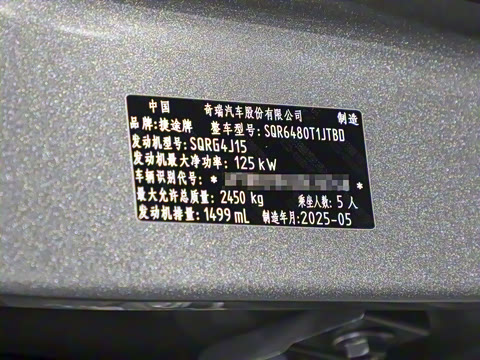 中国 奇瑞汽车股份有限公司 制造
品牌:捷途牌 整车型号:SQR6480T1JTBD
发动机型号:SQRG4J15
发动机最大净功率: 125 kW
车辆识别代号: * *
最大允许总质量: 2450 kg 乘坐人数: 5 人
发动机排量: 1499 mL 制造年月:2025-05